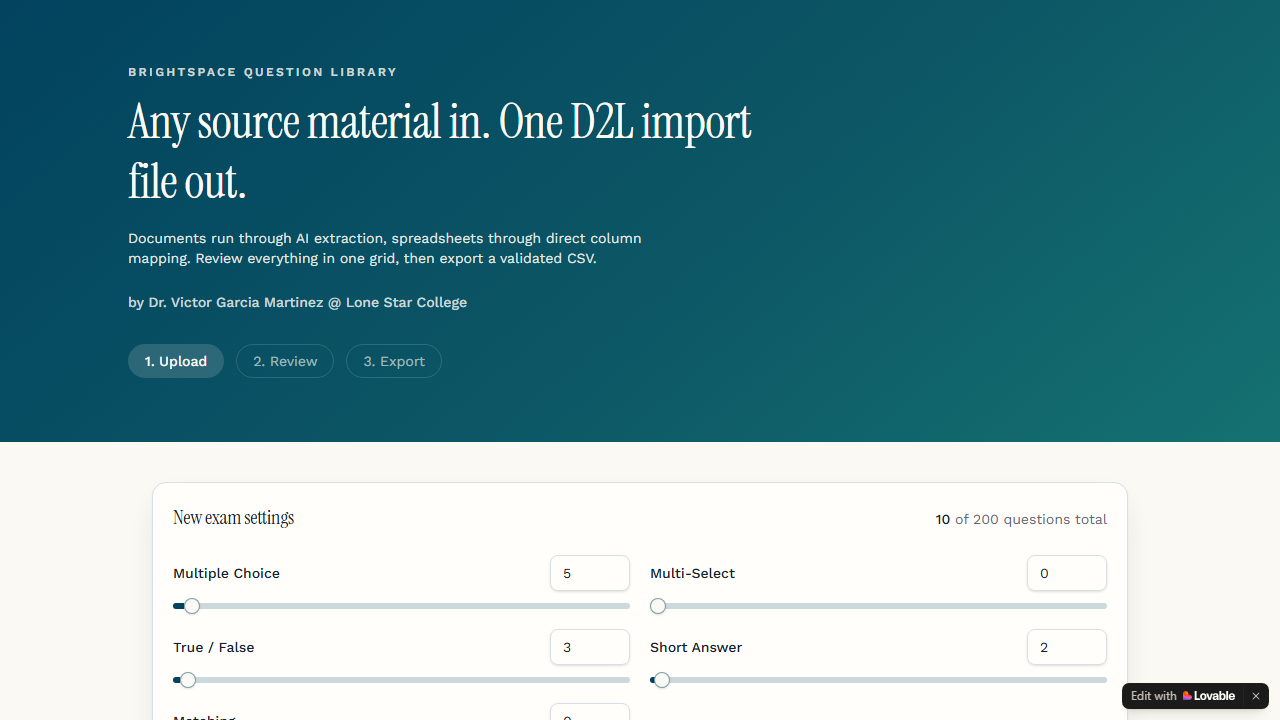 BRIGHTSPACE QUESTION LIBRARY
Any source material in. One D2L import
file out.
Documents run through AI extraction, spreadsheets through direct column
mapping. Review everything in one grid, then export a validated CSV.
by Dr. Victor Garcia Martinez @ Lone Star College
1. Upload
2. Review
3. Export
New exam settings
10 of 200 questions total
Multiple Choice
5
Multi-Select
0
True / False
3
Short Answer
2
Matching
0
Edit with Lovable ×